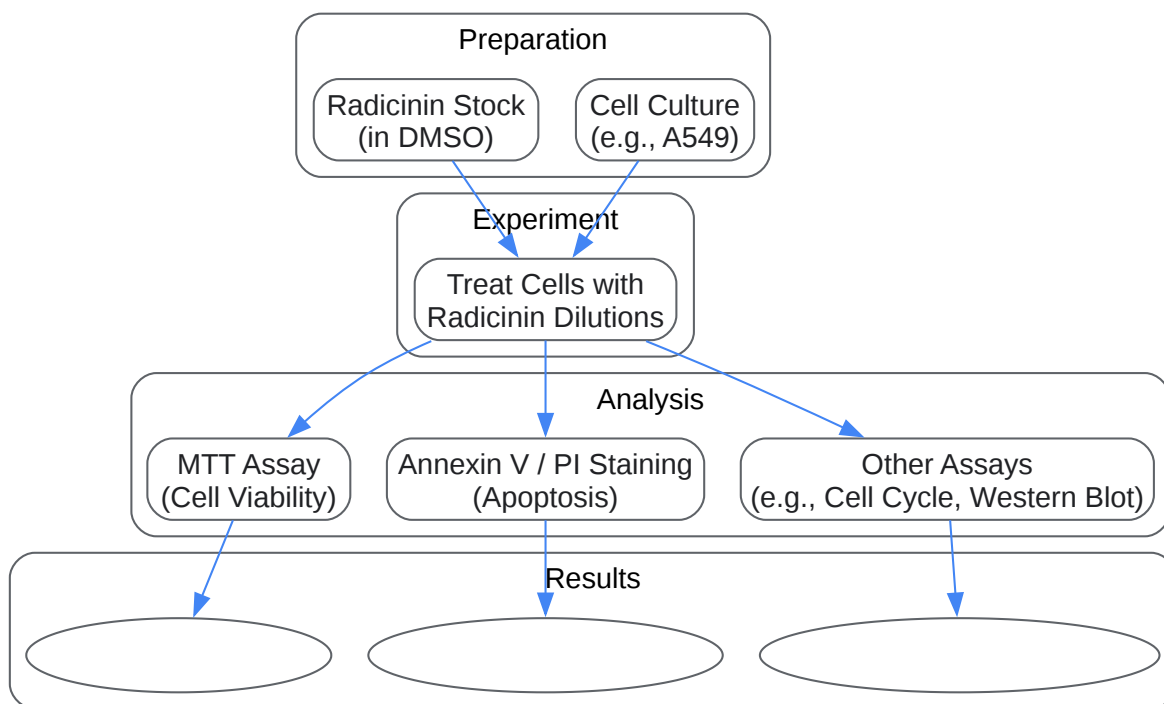 Preparation
Radicinin Stock
(in DMSO)
Cell Culture
(e.g., A549)
Experiment
Treat Cells with
Radicinin Dilutions
Analysis
MTT Assay
(Cell Viability)
Annexin V / PI Staining
(Apoptosis)
Other Assays
(e.g., Cell Cycle, Western Blot)
Results